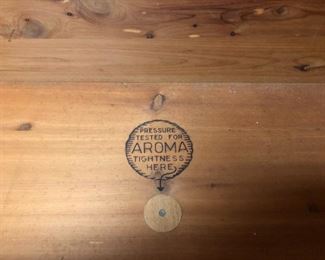 PRESSURE
TESTED FOR
AROMA
TIGHTNESS
HERE